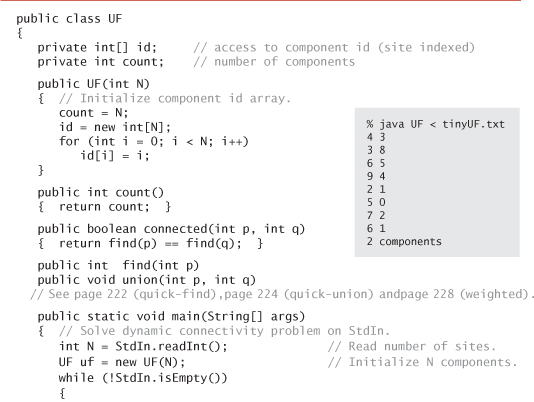 public class UF
{
private int[] id; // access to component id (site indexed)
private int count; // number of components
public UF(int N)
{ // Initialize component id array.
count = N;
id = new int[N];
for (int i = 0; i < N; i++)
id[i] = i;
}
public int count()
{ return count; }
public boolean connected(int p, int q)
{ return find(p) == find(q); }
public int find(int p)
public void union(int p, int q)
// See page 222 (quick-find),page 224 (quick-union) andpage 228 (weighted).
public static void main(String[] args)
{ // Solve dynamic connectivity problem on StdIn.
int N = StdIn.readInt(); // Read number of sites.
UF uf = new UF(N); // Initialize N components.
while (!StdIn.isEmpty())
{
% java UF < tinyUF.txt
4 3
3 8
6 5
9 4
2 1
5 0
7 2
6 1
2 components